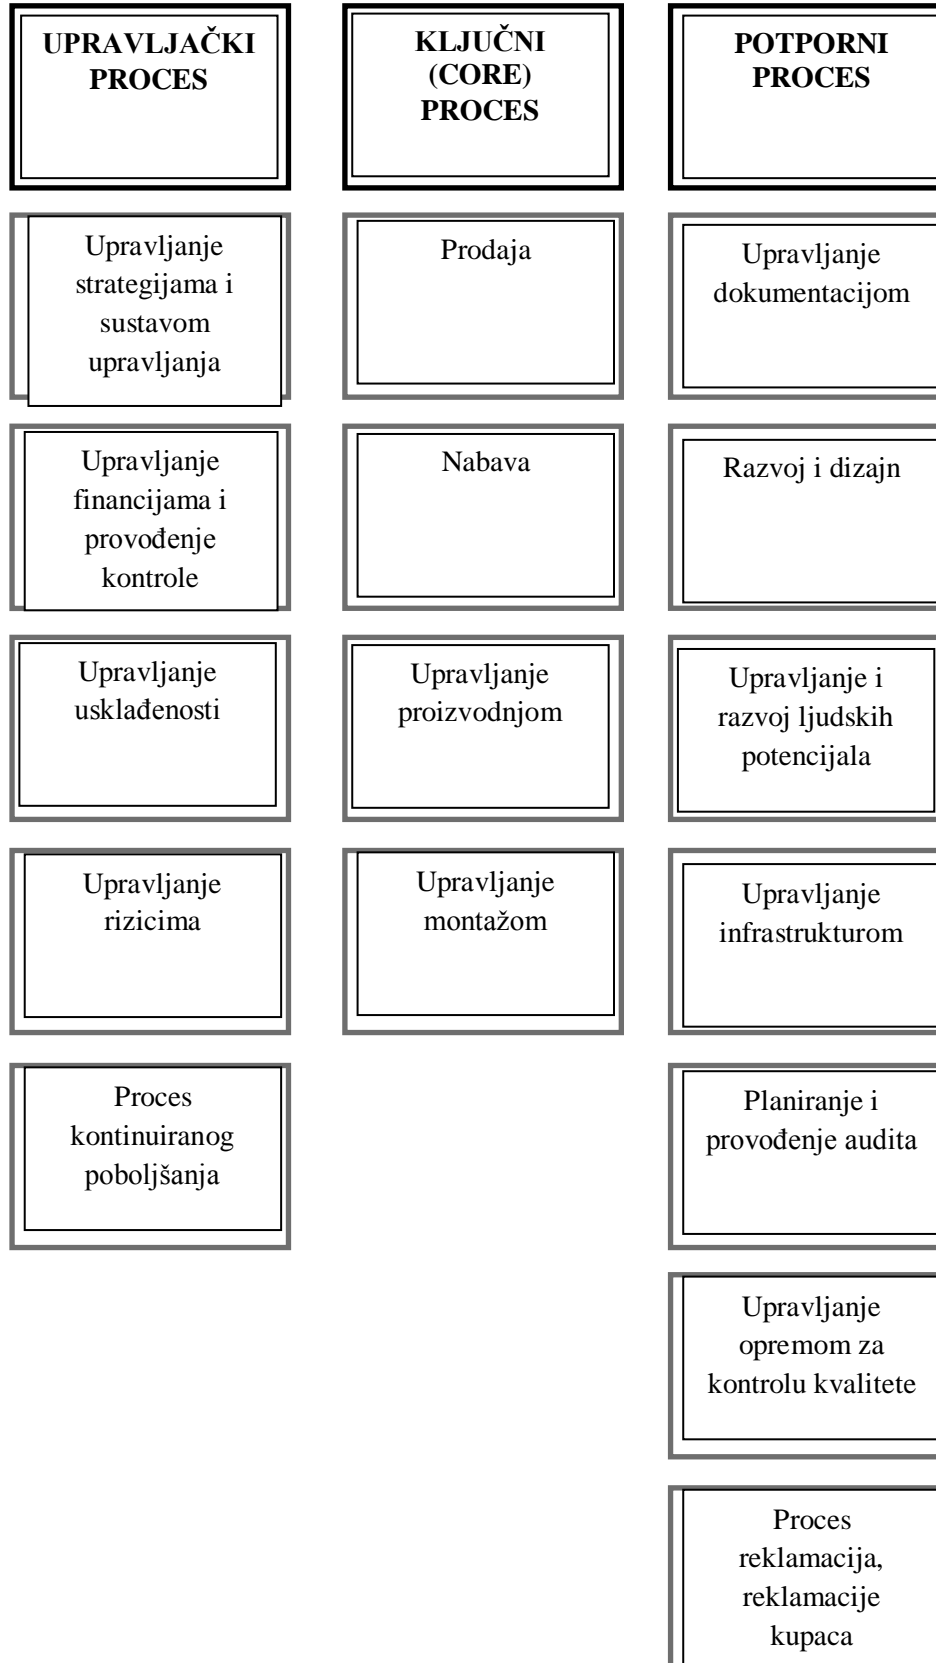 UPRAVLJAČKI
PROCES
Upravljanje
strategijama i
sustavom
upravljanja
Upravljanje
financijama i
provođenje
kontrole
Upravljanje
usklađenosti
Upravljanje
rizicima
Proces
kontinuiranog
poboljšanja
KLJUČNI
(CORE)
PROCES
Prodaja
Nabava
Upravljanje
proizvodnjom
Upravljanje
montažom
POTPORNI
PROCES
Upravljanje
dokumentacijom
Razvoj i dizajn
Upravljanje i
razvoj ljudskih
potencijala
Upravljanje
infrastrukturom
Planiranje i
provođenje audita
Upravljanje
opremom za
kontrolu kvalitete
Proces
reklamacija,
reklamacije
kupaca